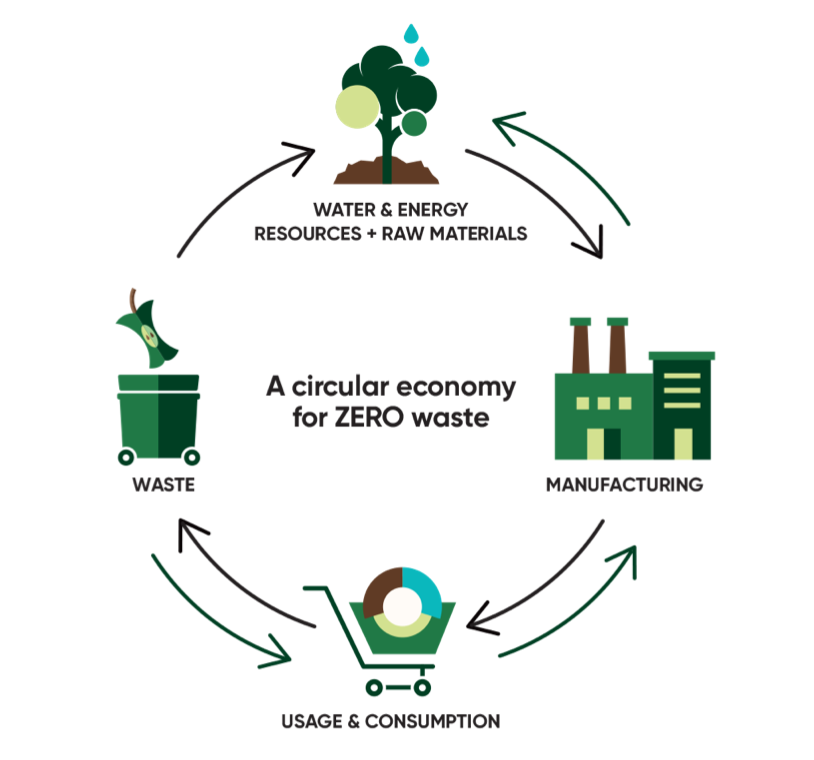 WATER & ENERGY
RESOURCES + RAW MATERIALS
A circular economy
for ZERO waste
WASTE
MANUFACTURING
USAGE & CONSUMPTION